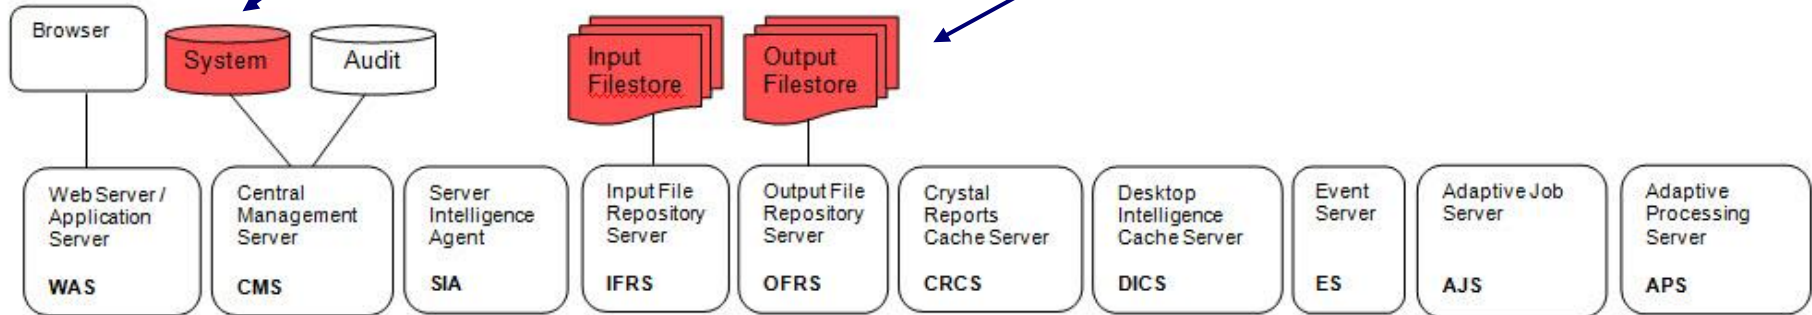 Browser
System
Audit
Input
Filestore
Output
Filestore
Web Server /
Application
Server
WAS
Central
Management
Server
CMS
Server
Intelligence
Agent
SIA
Input File
Repository
Server
IFRS
Output File
Repository
Server
OFRS
Crystal
Reports
Cache Server
CRCS
Desktop
Intelligence
Cache Server
DICS
Event
Server
ES
Adaptive Job
Server
AJS
Adaptive
Processing
Server
APS